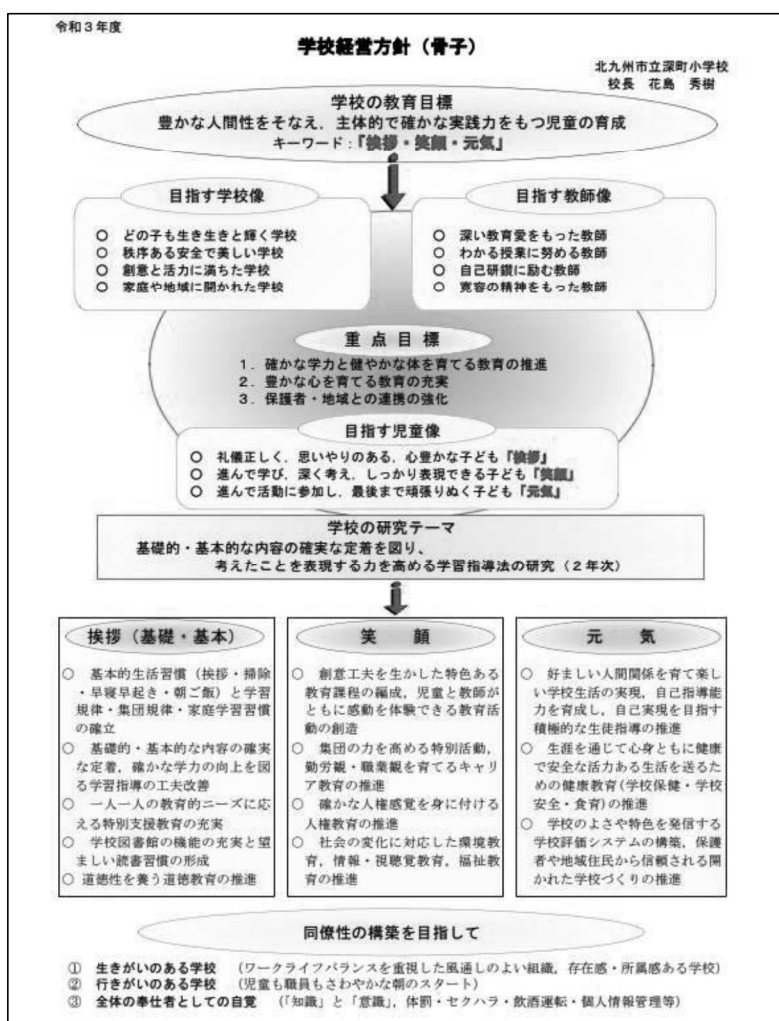 令和３年度
学校経営方針（骨子）
北九州市立深町小学校
校長　花島　秀樹
学校の教育目標
豊かな人間性をそなえ，主体的で確かな実践力をもつ児童の育成
キーワード：『挨拶・笑顔・元気』
目指す学校像
○　どの子も生き生きと輝く学校
○　秩序ある安全で美しい学校
○　創意と活力に満ちた学校
○　家庭や地域に開かれた学校
目指す教師像
○　深い教育愛をもった教師
○　わかる授業に努める教師
○　自己研鑽に励む教師
○　寛容の精神をもった教師
重点目標
１．確かな学力と健やかな体を育てる教育の推進
２．豊かな心を育てる教育の充実
３．保護者・地域との連携の強化
目指す児童像
○　礼儀正しく，思いやりのある，心豊かな子ども『挨拶』
○　進んで学び，深く考え，しっかり表現できる子ども『笑顔』
○　進んで活動に参加し，最後まで頑張りぬく子ども『元気』
学校の研究テーマ
基礎的・基本的な内容の確実な定着を図り、
考えたことを表現する力を高める学習指導法の研究（２年次）
挨拶（基礎・基本）
○　基本的生活習慣（挨拶・掃除
・早寝早起き・朝ご飯）と学習
規律・集団規律・家庭学習習慣
の確立
○　基礎的・基本的な内容の確実
な定着，確かな学力の向上を図
る学習指導の工夫改善
○　一人一人の教育的ニーズに応
える特別支援教育の充実
○　学校図書館の機能の充実と望
ましい読書習慣の形成
○　道徳性を養う道徳教育の推進
笑　顔
○　創意工夫を生かした特色ある
教育課程の編成，児童と教師が
ともに感動を体験できる教育活
動の創造
○　集団の力を高める特別活動，
勤労観・職業観を育てるキャリ
ア教育の推進
○　確かな人権感覚を身に付ける
人権教育の推進
○　社会の変化に対応した環境教
育，情報・視聴覚教育，福祉教
育の推進
元　気
○　好ましい人間関係を育て楽し
い学校生活の実現，自己指導能
力を育成し，自己実現を目指す
積極的な生徒指導の推進
○　生涯を通じて心身ともに健康
で安全な活力ある生活を送るた
めの健康教育（学校保健・学校
安全・食育）の推進
○　学校のよさや特色を発信する
学校評価システムの構築，保護
者や地域住民から信頼される開
かれた学校づくりの推進
同僚性の構築を目指して
①　生きがいのある学校　（ワークライフバランスを重視した風通しのよい組織，存在感・所属感ある学校）
②　行きがいのある学校　（児童も職員もさわやかな朝のスタート）
③　全体の奉仕者としての自覚　（「知識」と「意識」，体罰・セクハラ・飲酒運転・個人情報管理等）